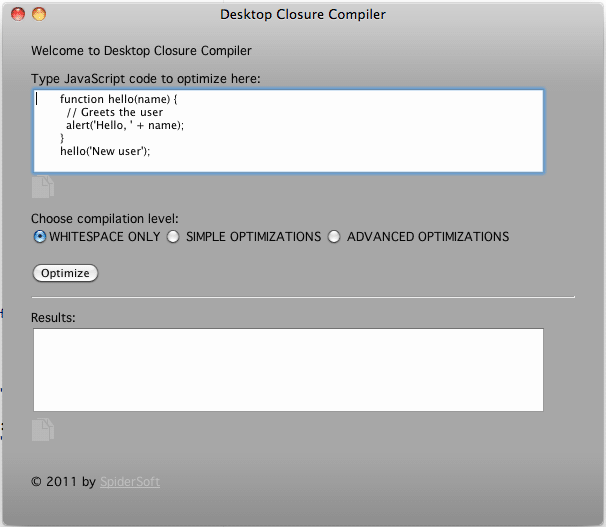 Desktop Closure Compiler
Welcome to Desktop Closure Compiler
Type JavaScript code to optimize here:
function hello(name) {
// Greets the user
alert('Hello, ' + name);
}
hello('New user');
Choose compilation level:
WHITESPACE ONLY SIMPLE OPTIMIZATIONS ADVANCED OPTIMIZATIONS
Optimize
Results:
© 2011 by SpiderSoft